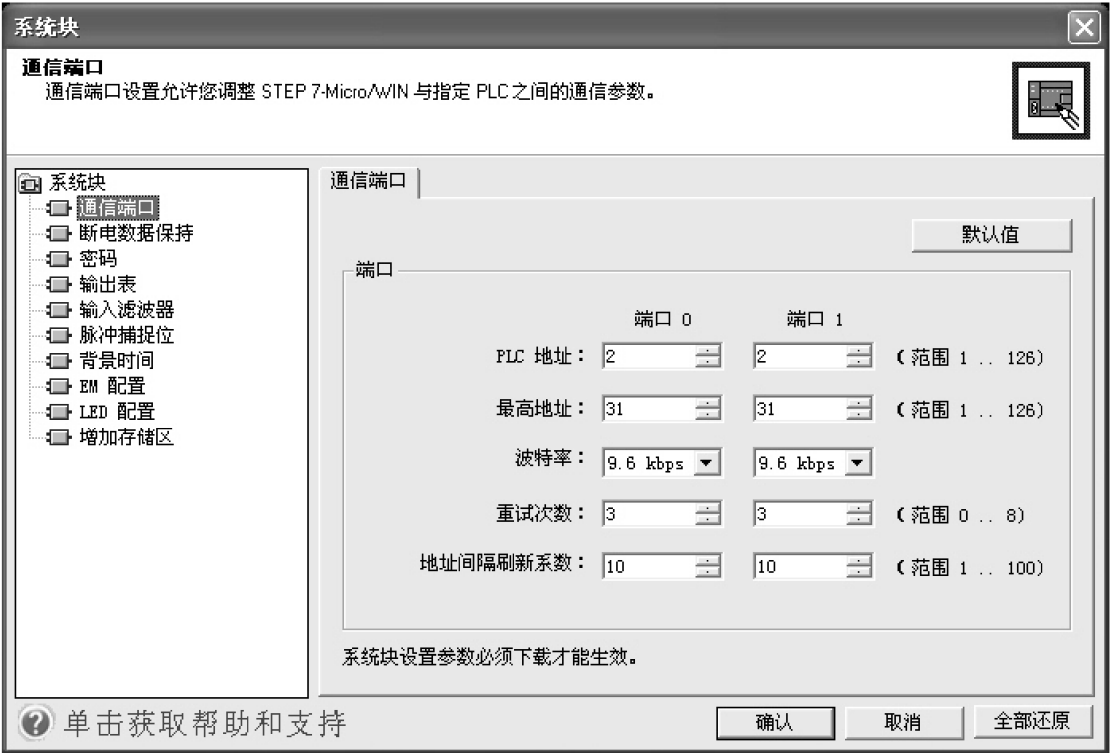 系统块
通信端口
通信端口设置允许您调整 STEP 7-Micro/WIN 与指定 PLC 之间的通信参数。
系统块
通信端口
断电数据保持
密码
输出表
输入滤波器
脉冲捕捉位
背景时间
EM 配置
LED 配置
增加存储区
通信端口
默认值
端口
端口 0 端口 1
PLC 地址： 2 2 (范围 1 .. 126)
最高地址： 31 31 (范围 1 .. 126)
波特率： 9.6 kbps 9.6 kbps
重试次数： 3 3 (范围 0 .. 8)
地址间隔刷新系数： 10 10 (范围 1 .. 100)
系统块设置参数必须下载才能生效。
单击获取帮助和支持
确认 取消 全部还原